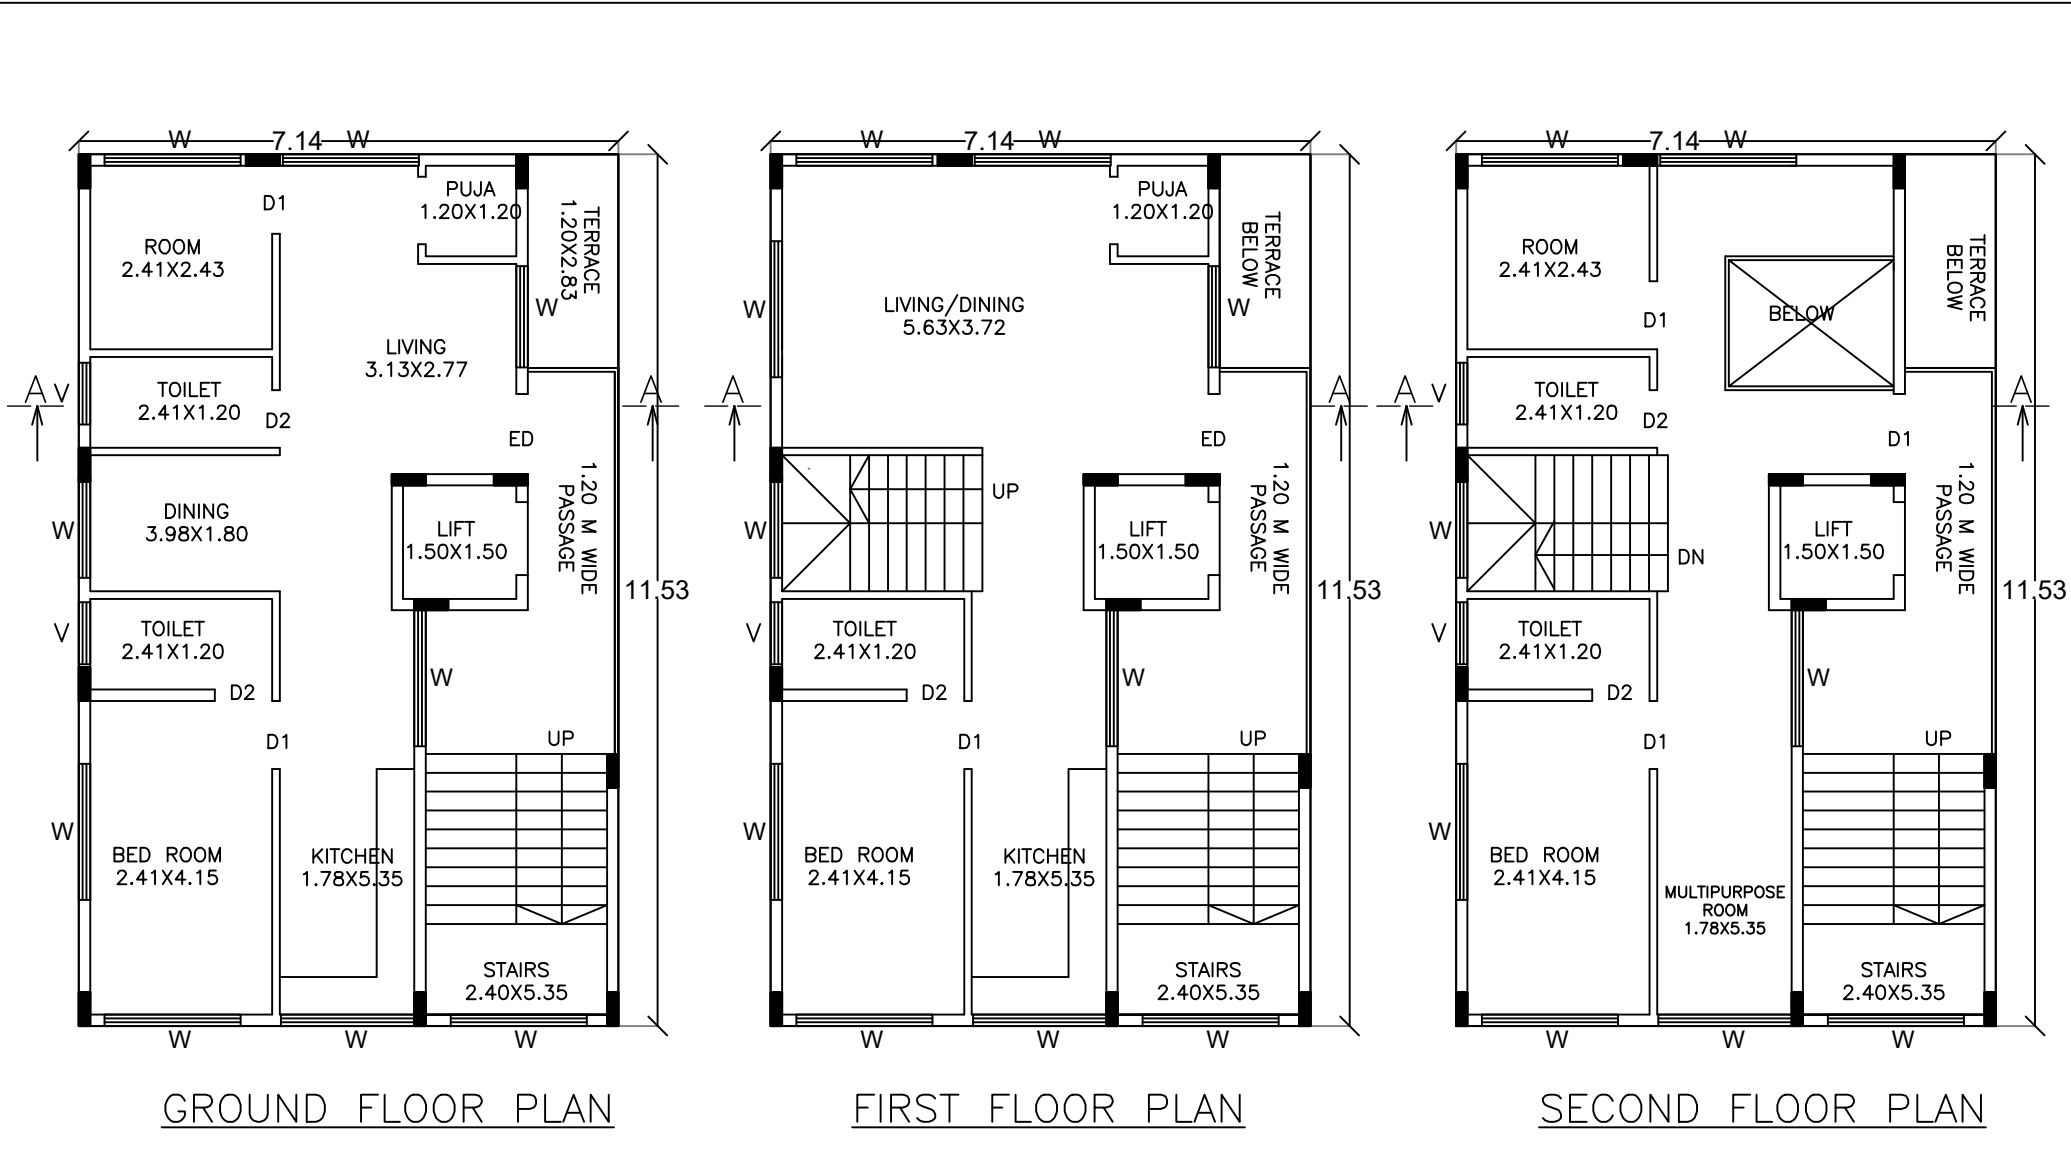 W 7.14 W
D1
PUJA
1.20X1.20
TERRACE
1.20X2.83
ROOM
2.41X2.43
W
LIVING
3.13X2.77
A
V
TOILET
2.41X1.20
D2
A
ED
DINING
3.98X1.80
W
LIFT
1.50X1.50
1.20 M WIDE
PASSAGE
11.53
V
TOILET
2.41X1.20
D2
W
D1
UP
W
BED ROOM
2.41X4.15
KITCHEN
1.78X5.35
STAIRS
2.40X5.35
W
W
W
GROUND FLOOR PLAN
W 7.14 W
PUJA
1.20X1.20
TERRACE
BELOW
W
LIVING/DINING
5.63X3.72
W
A
A
ED
UP
W
LIFT
1.50X1.50
1.20 M WIDE
PASSAGE
11.53
V
TOILET
2.41X1.20
D2
W
D1
UP
W
BED ROOM
2.41X4.15
KITCHEN
1.78X5.35
STAIRS
2.40X5.35
W
W
W
FIRST FLOOR PLAN
W 7.14 W
ROOM
2.41X2.43
TERRACE
BELOW
BELOW
D1
A
V
TOILET
2.41X1.20
D2
A
D1
W
DN
LIFT
1.50X1.50
1.20 M WIDE
PASSAGE
11.53
V
TOILET
2.41X1.20
D2
W
D1
UP
W
BED ROOM
2.41X4.15
MULTIPURPOSE
ROOM
1.78X5.35
STAIRS
2.40X5.35
W
W
W
SECOND FLOOR PLAN